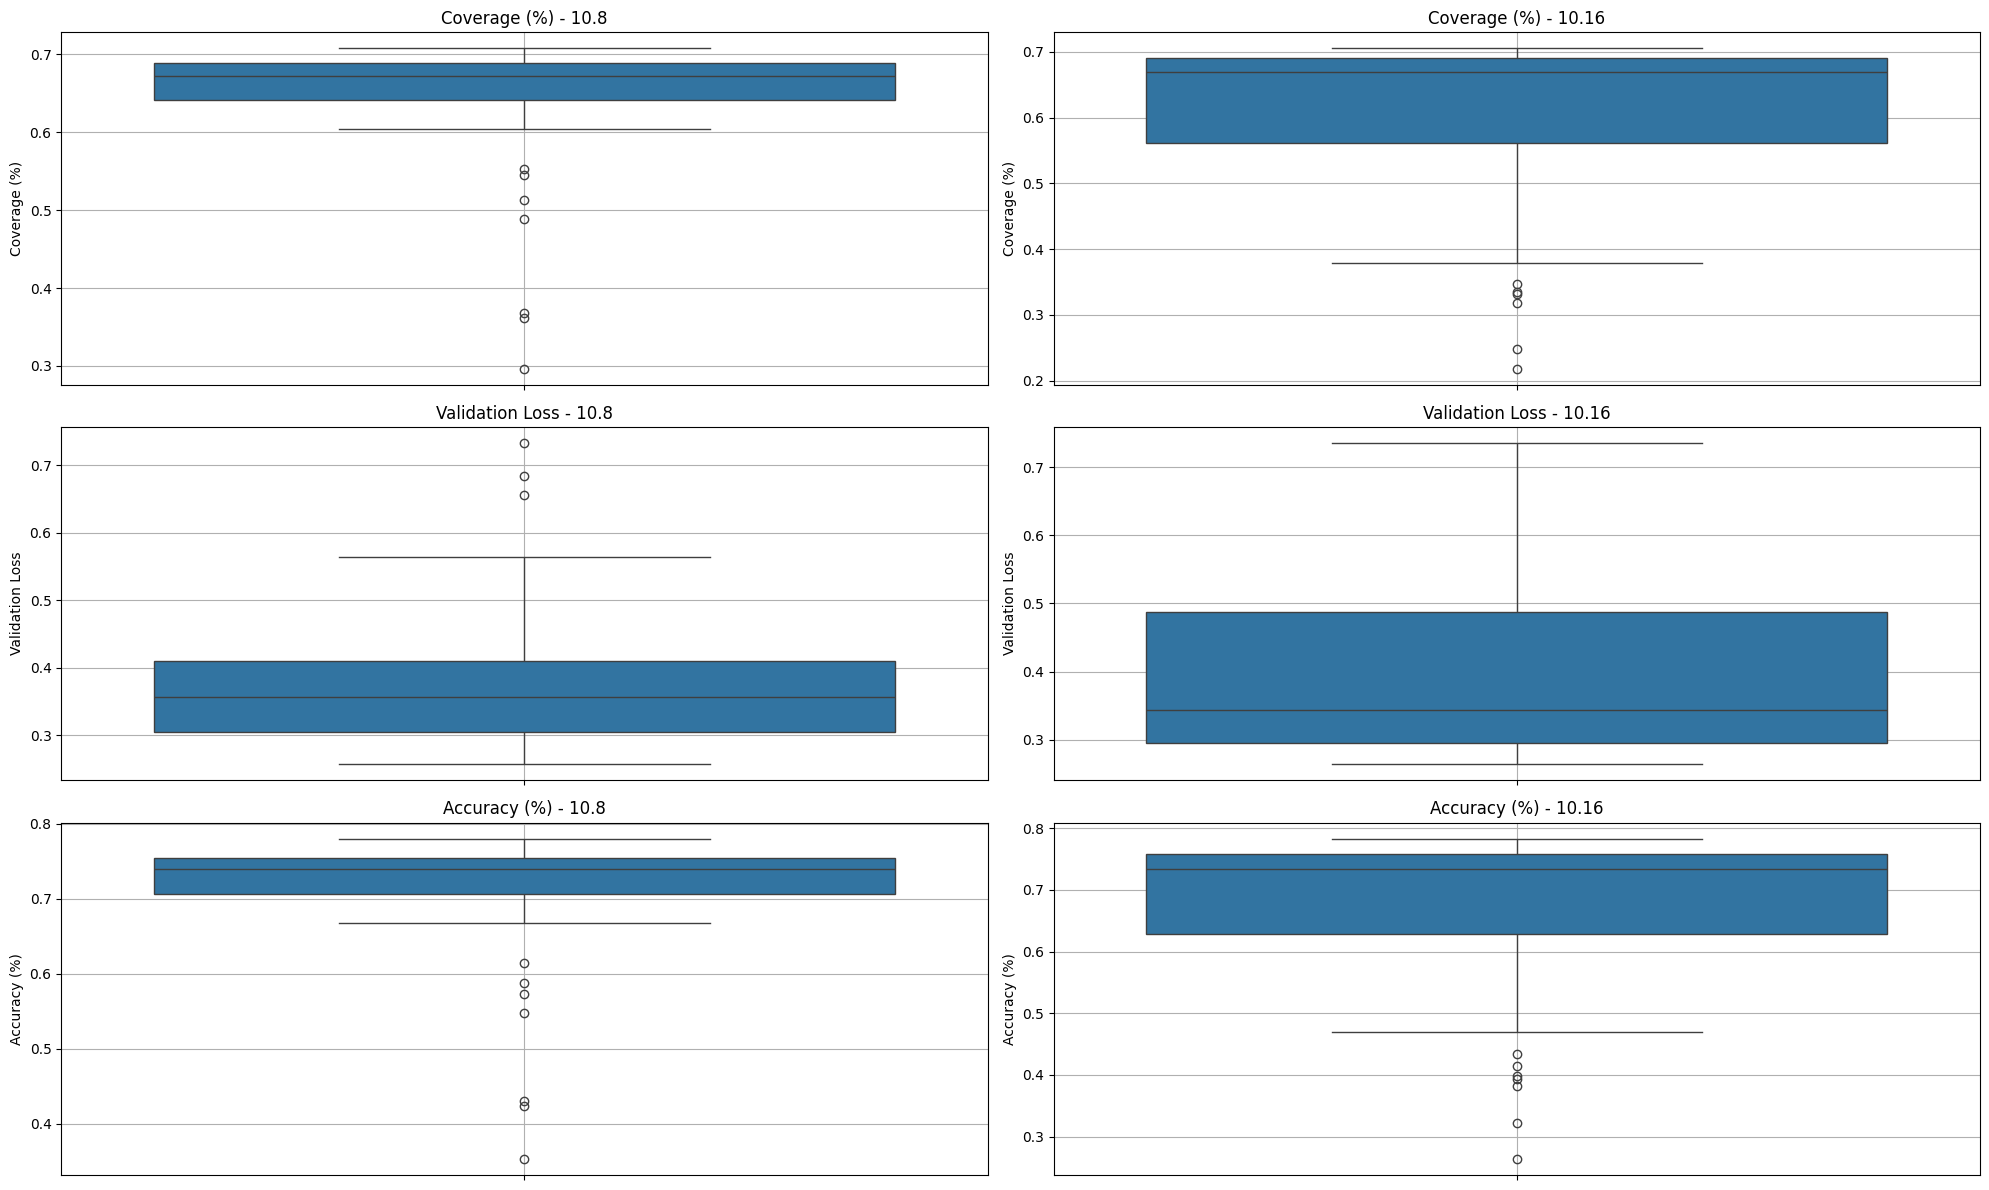 Coverage (%) - 10.8
0.7
0.6
0.5
0.4
0.3
Coverage (%)
Coverage (%) - 10.16
0.7
0.6
0.5
0.4
0.3
0.2
Coverage (%)
Validation Loss - 10.8
0.7
0.6
0.5
0.4
0.3
Validation Loss
Validation Loss - 10.16
0.7
0.6
0.5
0.4
0.3
Validation Loss
Accuracy (%) - 10.8
0.8
0.7
0.6
0.5
0.4
Accuracy (%)
Accuracy (%) - 10.16
0.8
0.7
0.6
0.5
0.4
0.3
Accuracy (%)